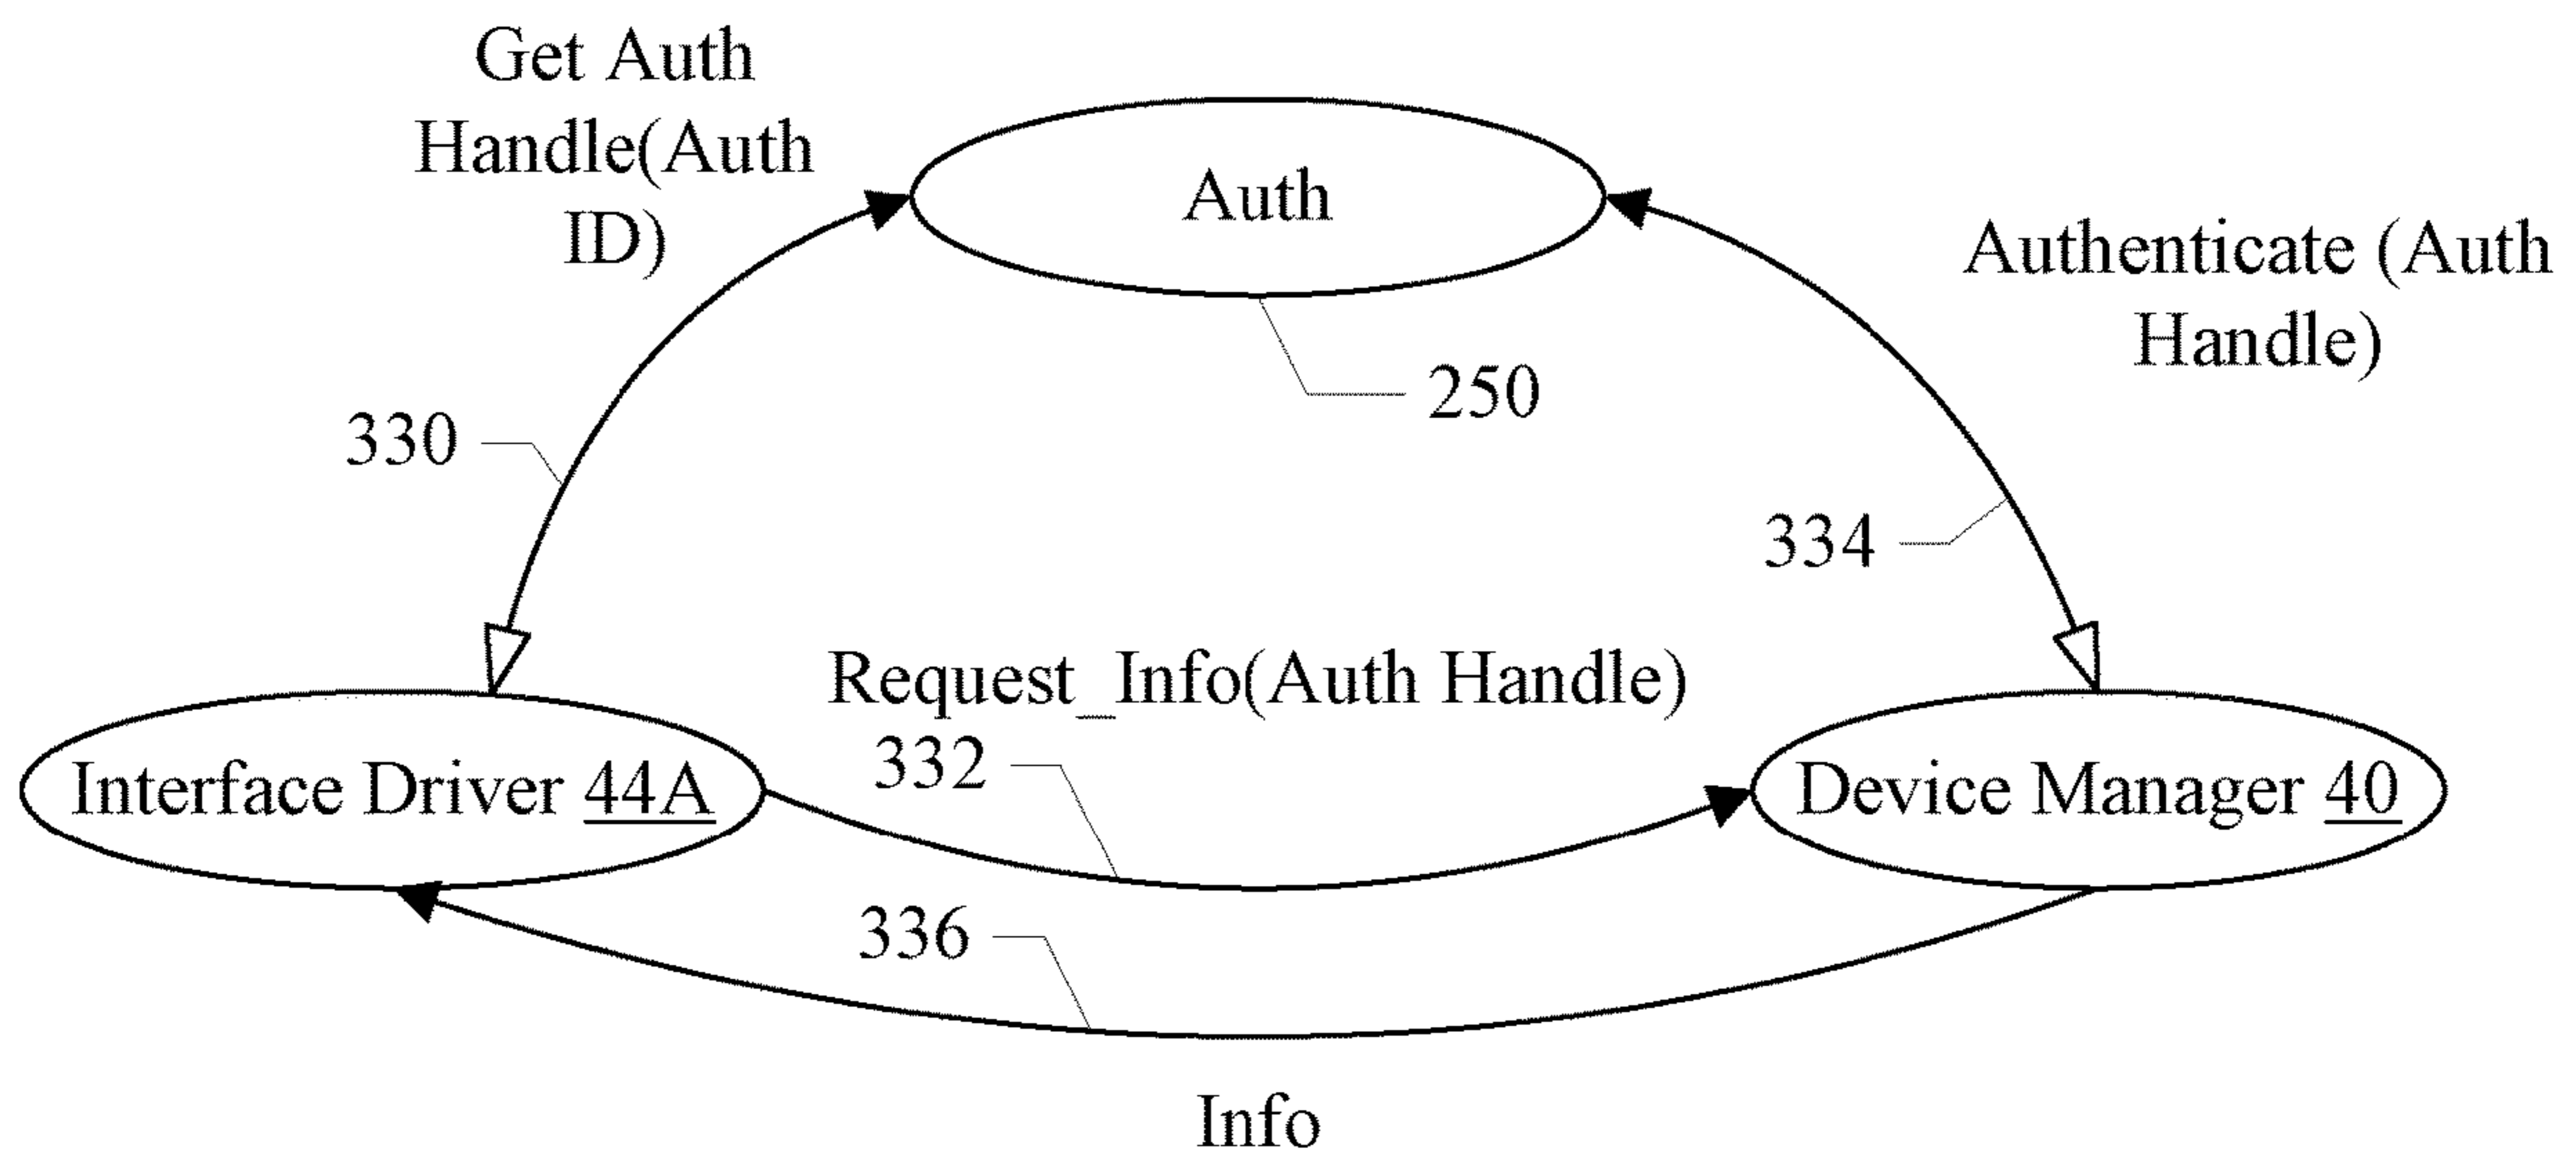 Get Auth
Handle(Auth
ID)
Auth
Authenticate (Auth
Handle)
250
330
334
Request_Info(Auth Handle)
332
Interface Driver 44A
Device Manager 40
336
Info